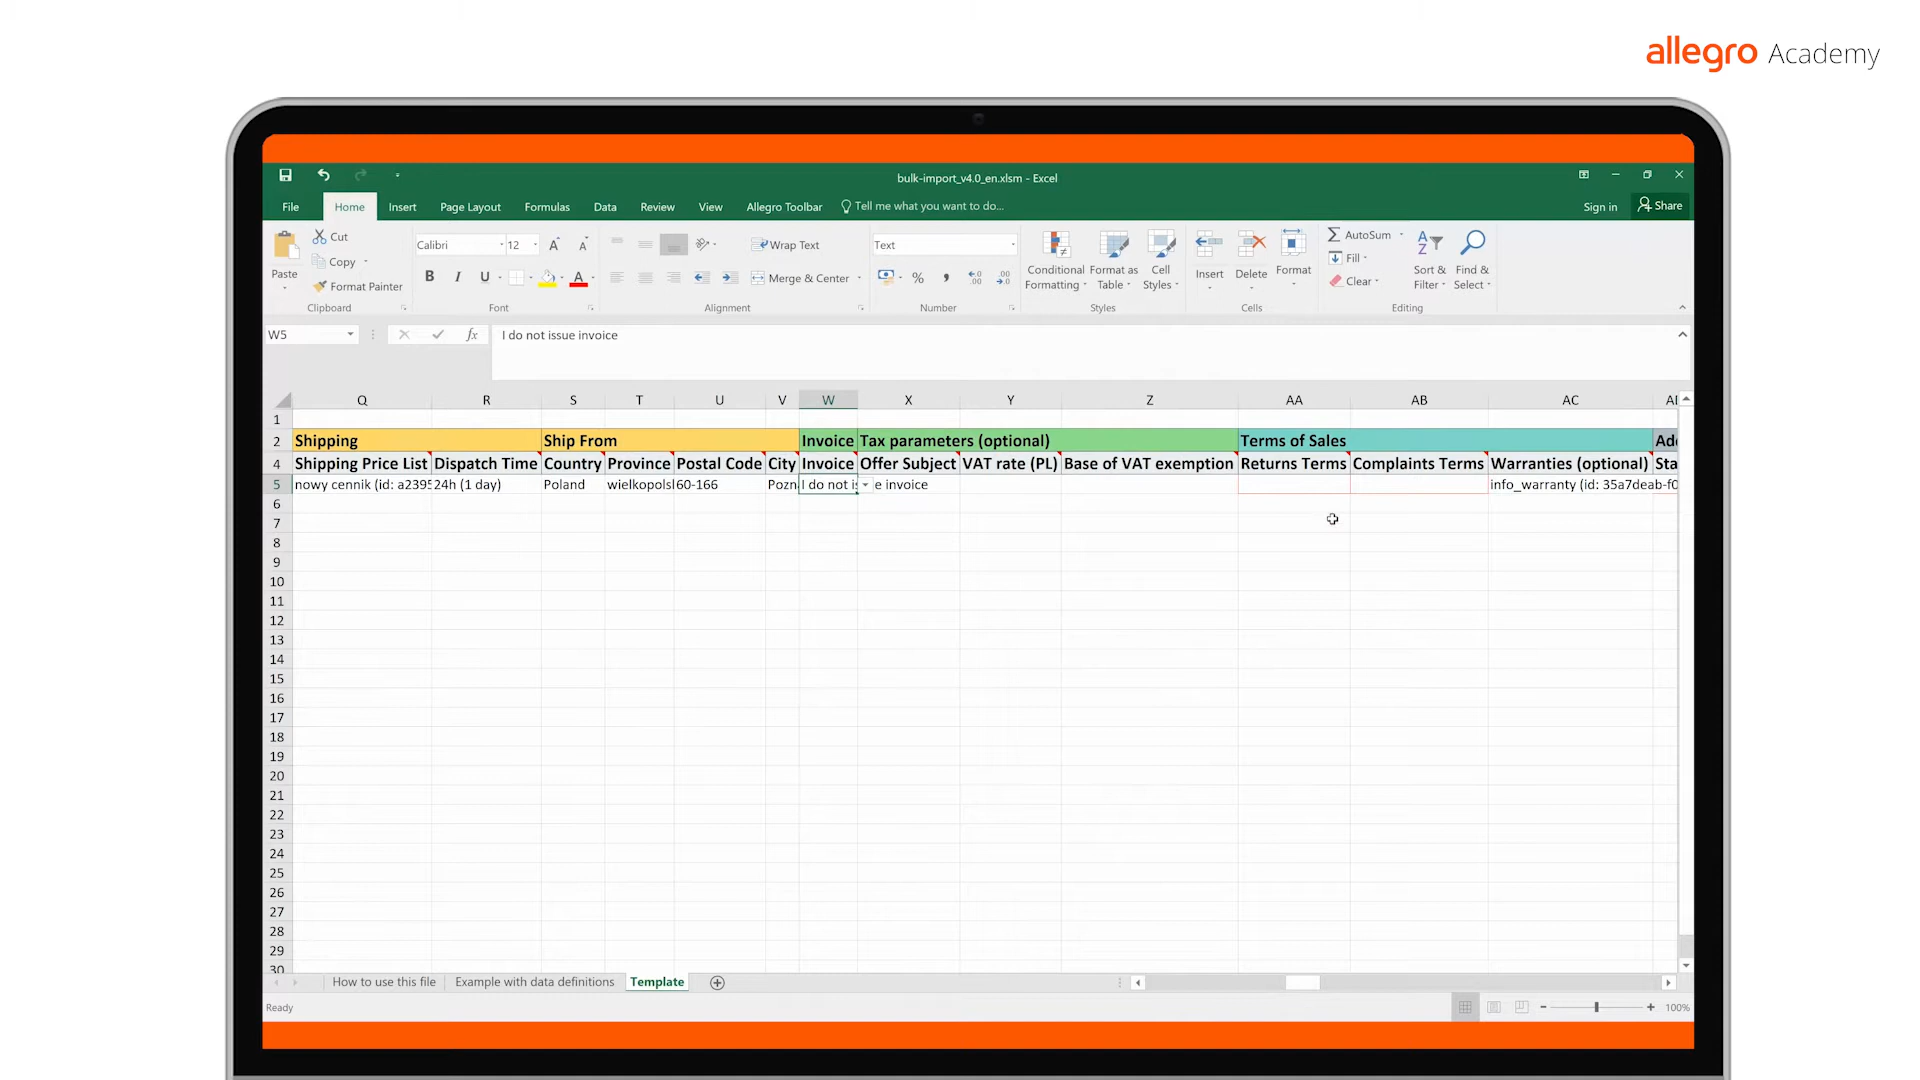 allegro Academy
bulk-import_v4.0_en.xlsm - Excel
File Home Insert Page Layout Formulas Data Review View Allegro Toolbar Tell me what you want to do... Sign in Share
Paste
Cut
Copy
Format Painter
Clipboard
Calibri 12
B I U A
Font
Wrap Text
Merge & Center
Alignment
Text
% ,
Number
Conditional Formatting
Format as Table
Cell Styles
Styles
Insert Delete Format
Cells
AutoSum
Fill
Clear
Sort & Filter
Find & Select
Editing
W5 fx I do not issue invoice
Q R S T U V W X Y Z AA AB AC
1
2 Shipping Ship From Invoice Tax parameters (optional) Terms of Sales
4 Shipping Price List Dispatch Time Country Province Postal Code City Invoice Offer Subject VAT rate (PL) Base of VAT exemption Returns Terms Complaints Terms Warranties (optional) Sta
5 nowy cennik (id: a2395 24h (1 day) Poland wielkopolsl 60-166 Pozn I do not is e invoice info_warranty (id: 35a7deab-f0
6
7
8
9
10
11
12
13
14
15
16
17
18
19
20
21
22
23
24
25
26
27
28
29
30
How to use this file Example with data definitions Template
Ready 100%